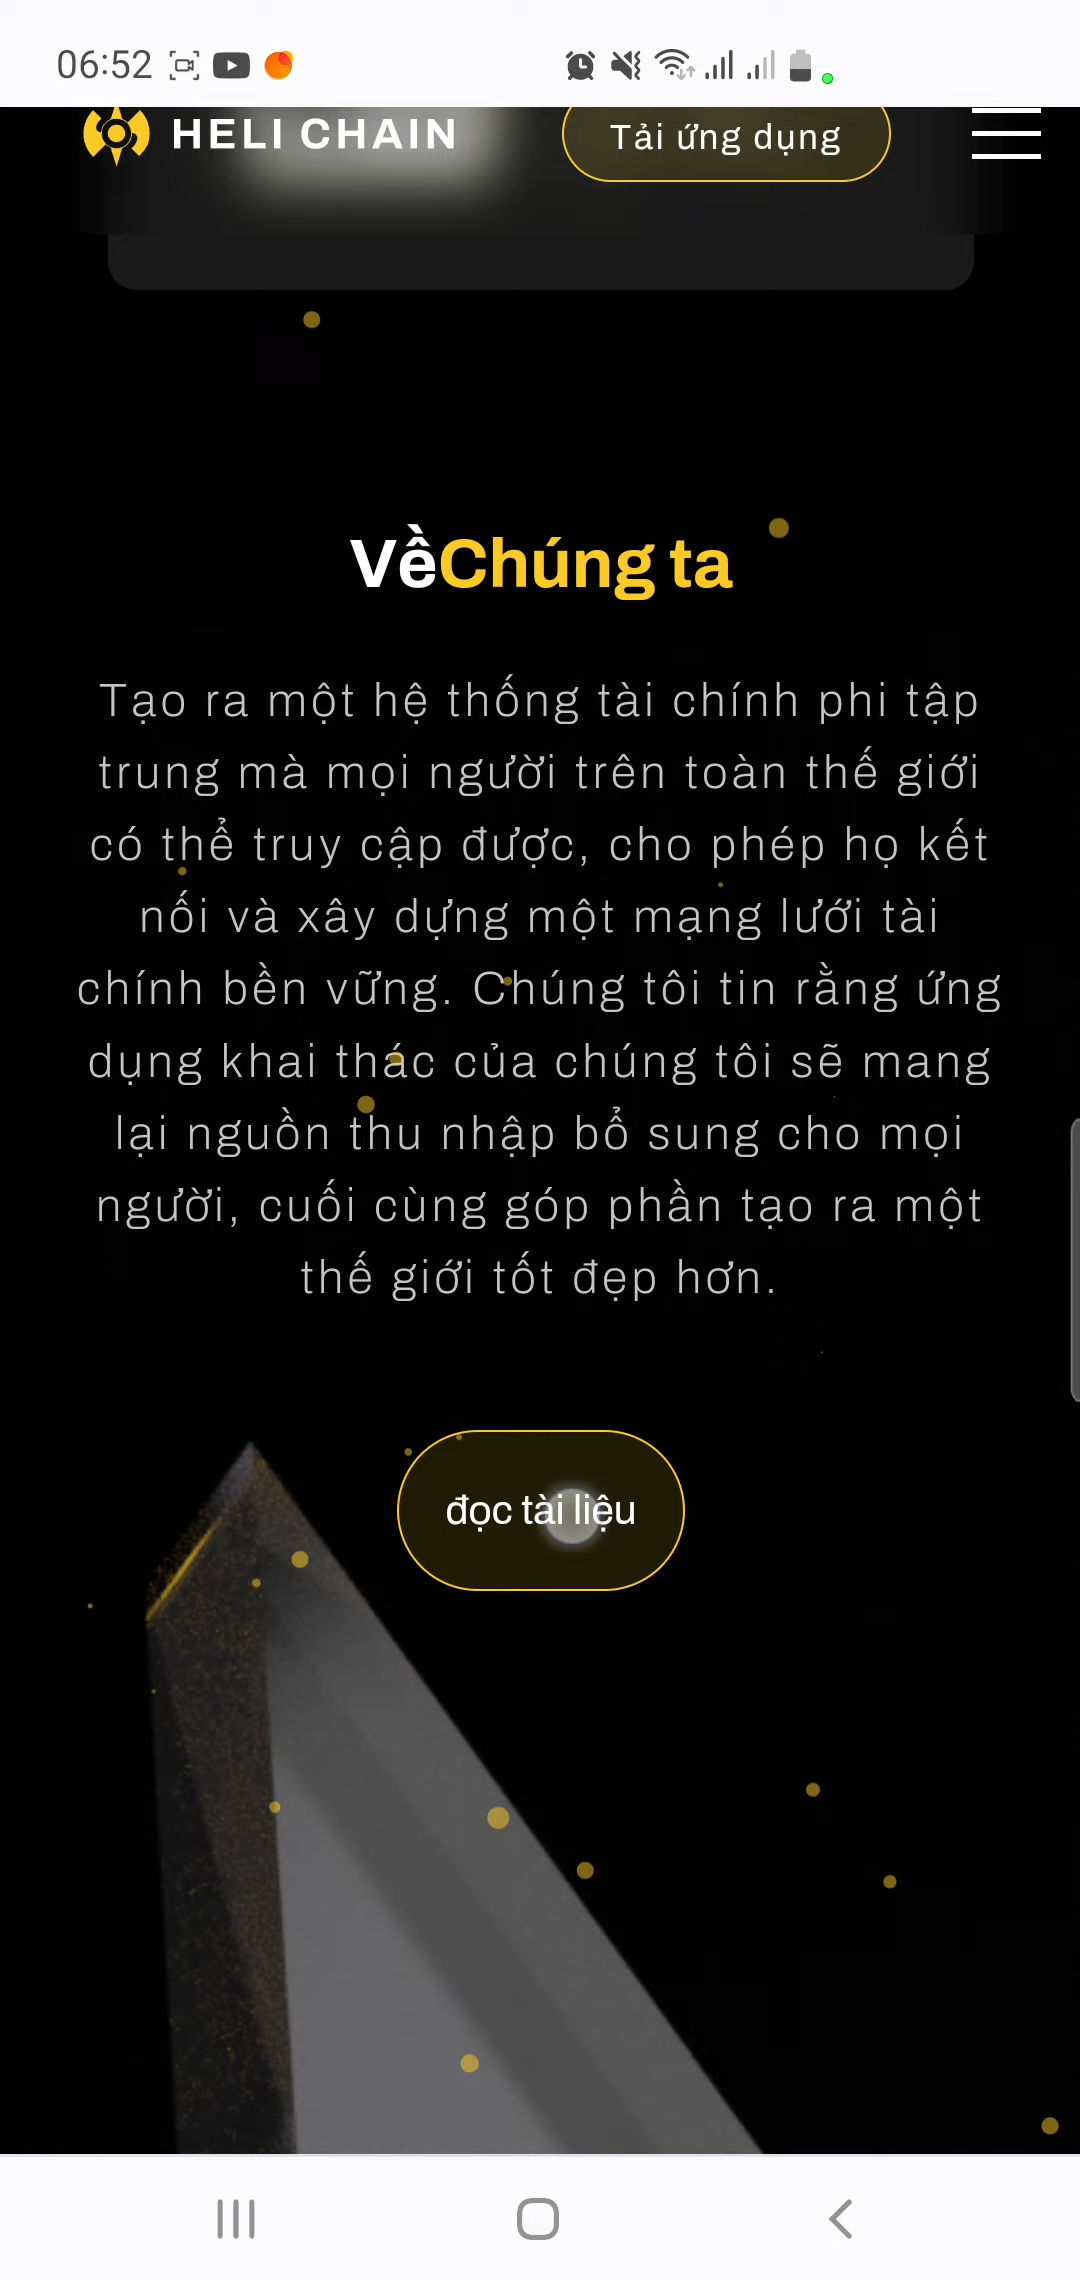 06:52
HELI CHAIN
Tải ứng dụng
VềChúng ta
Tạo ra một hệ thống tài chính phi tập
trung mà mọi người trên toàn thế giới
có thể truy cập được, cho phép họ kết
nối và xây dựng một mạng lưới tài
chính bền vững. Chúng tôi tin rằng ứng
dụng khai thác của chúng tôi sẽ mang
lại nguồn thu nhập bổ sung cho mọi
người, cuối cùng góp phần tạo ra một
thế giới tốt đẹp hơn.
đọc tài liệu